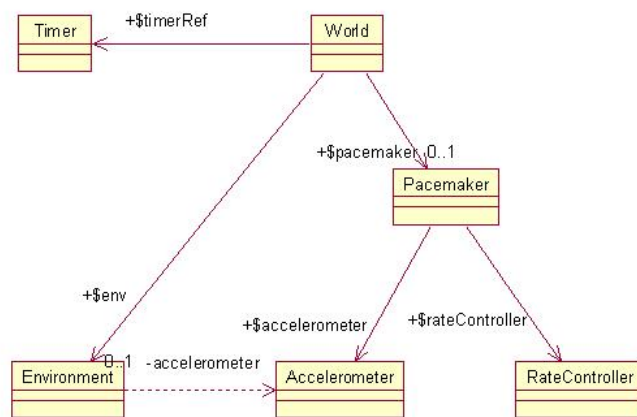 Timer
+$timerRef
World
+$pacemaker 0..1
Pacemaker
+$env
+$accelerometer
+$rateController
0..1 -accelerometer
Environment
Accelerometer
RateController